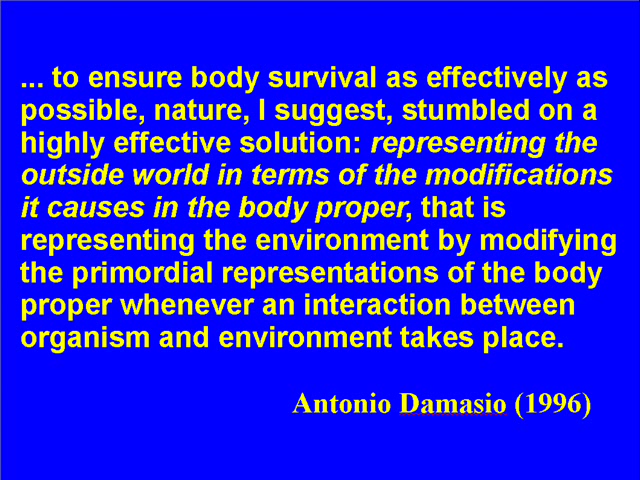 ... to ensure body survival as effectively as
possible, nature, I suggest, stumbled on a
highly effective solution: representing the
outside world in terms of the modifications
it causes in the body proper, that is
representing the environment by modifying
the primordial representations of the body
proper whenever an interaction between
organism and environment takes place.
Antonio Damasio (1996)